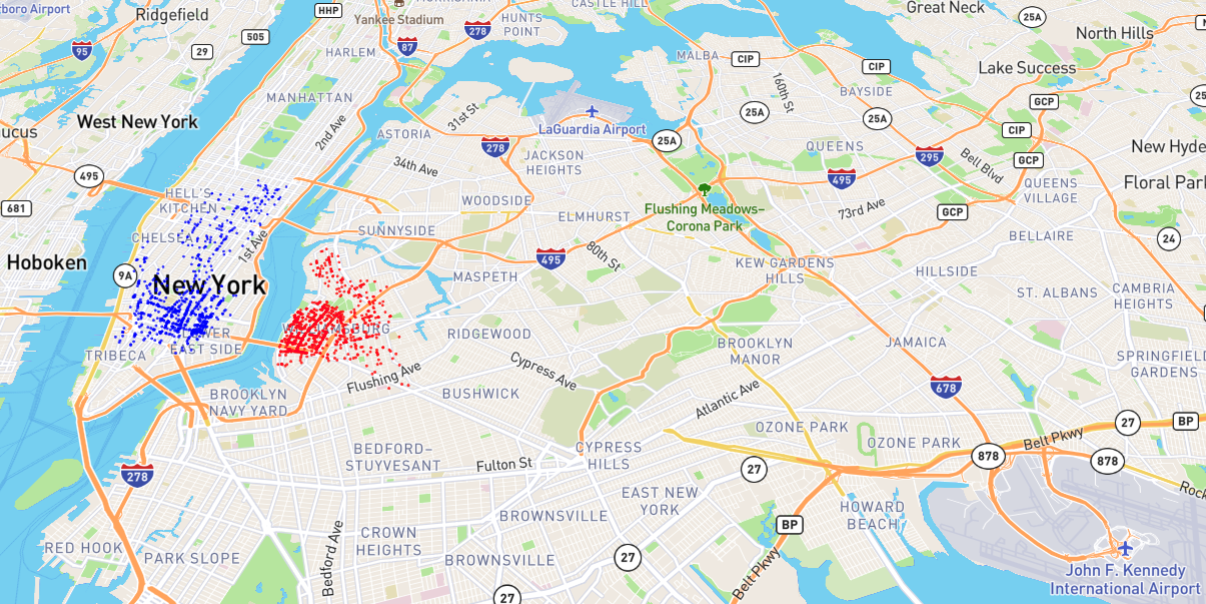 CASTLE HILL
Great Neck
Ridgefield
HHP
Yankee Stadium
HUNTS
POINT
25A
North Hills
505
278
95
29
HARLEM
87
MALBA
CIP
CIP
Lake Success
MANHATTAN
160th St
BAYSIDE
GCP
West New York
2nd Ave
31st St
LaGuardia Airport
25A
25A
CIP
ASTORIA
278
25A
QUEENS
295
Bell Blvd
GCP
495
34th Ave
JACKSON
HEIGHTS
495
QUEENS
VILLAGE
HELL'S
KITCHEN
WOODSIDE
Flushing Meadows–
Corona Park
73rd Ave
GCP
681
ELMHURST
CHELSEA
1st Ave
SUNNYSIDE
BELLAIRE
24
Hoboken
9A
New York
495
80th St
MASPETH
KEW GARDENS
HILLS
HILLSIDE
ST. ALBANS
CAMBRIA
HEIGHTS
WILLIAMSBURG
EAST SIDE
RIDGEWOOD
TRIBECA
BROOKLYN
MANOR
JAMAICA
SPRINGFIELD
GARDENS
Flushing Ave
Cypress Ave
BUSHWICK
678
BROOKLYN
NAVY YARD
Atlantic Ave
27
BP
OZONE PARK
OZONE PARK
Belt Pkwy
BEDFORD–
STUYVESANT
Fulton St
CYPRESS
HILLS
878
878
278
27
EAST NEW
YORK
HOWARD
BEACH
BROWNSVILLE
BP
CROWN
HEIGHTS
Bedford Ave
RED HOOK
PARK SLOPE
BROWNSVILLE
27
Belt Pkwy
John F. Kennedy
International Airport
27